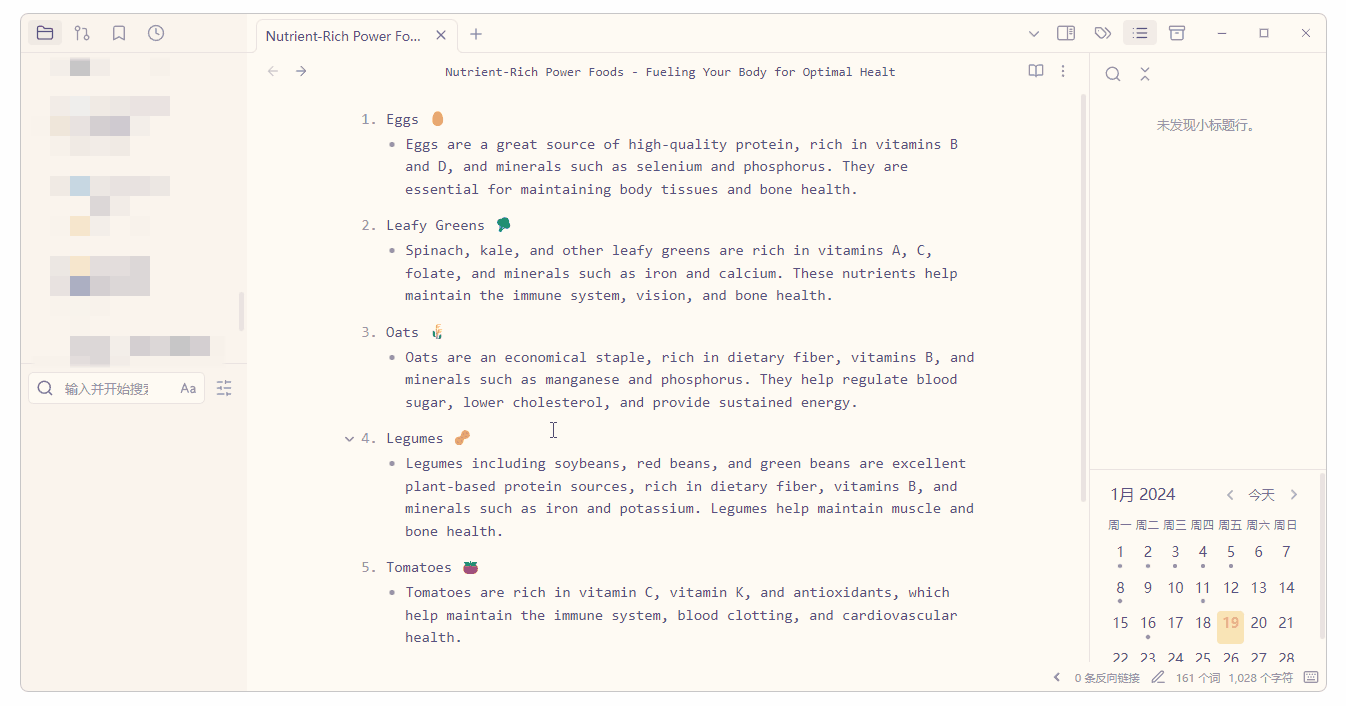 Nutrient-Rich Power Fo...
Nutrient-Rich Power Foods - Fueling Your Body for Optimal Healt
1. Eggs
Eggs are a great source of high-quality protein, rich in vitamins B
and D, and minerals such as selenium and phosphorus. They are
essential for maintaining body tissues and bone health.
2. Leafy Greens
Spinach, kale, and other leafy greens are rich in vitamins A, C,
folate, and minerals such as iron and calcium. These nutrients help
maintain the immune system, vision, and bone health.
3. Oats
Oats are an economical staple, rich in dietary fiber, vitamins B, and
minerals such as manganese and phosphorus. They help regulate blood
sugar, lower cholesterol, and provide sustained energy.
4. Legumes
Legumes including soybeans, red beans, and green beans are excellent
plant-based protein sources, rich in dietary fiber, vitamins B, and
minerals such as iron and potassium. Legumes help maintain muscle and
bone health.
5. Tomatoes
Tomatoes are rich in vitamin C, vitamin K, and antioxidants, which
help maintain the immune system, blood clotting, and cardiovascular
health.
输入并开始搜 Aa
未发现小标题行。
1月 2024 今天
周一 周二 周三 周四 周五 周六 周日
1 2 3 4 5 6 7
8 9 10 11 12 13 14
15 16 17 18 19 20 21
22 23 24 25 26 27 28
0 条反向链接 161 个词 1,028 个字符